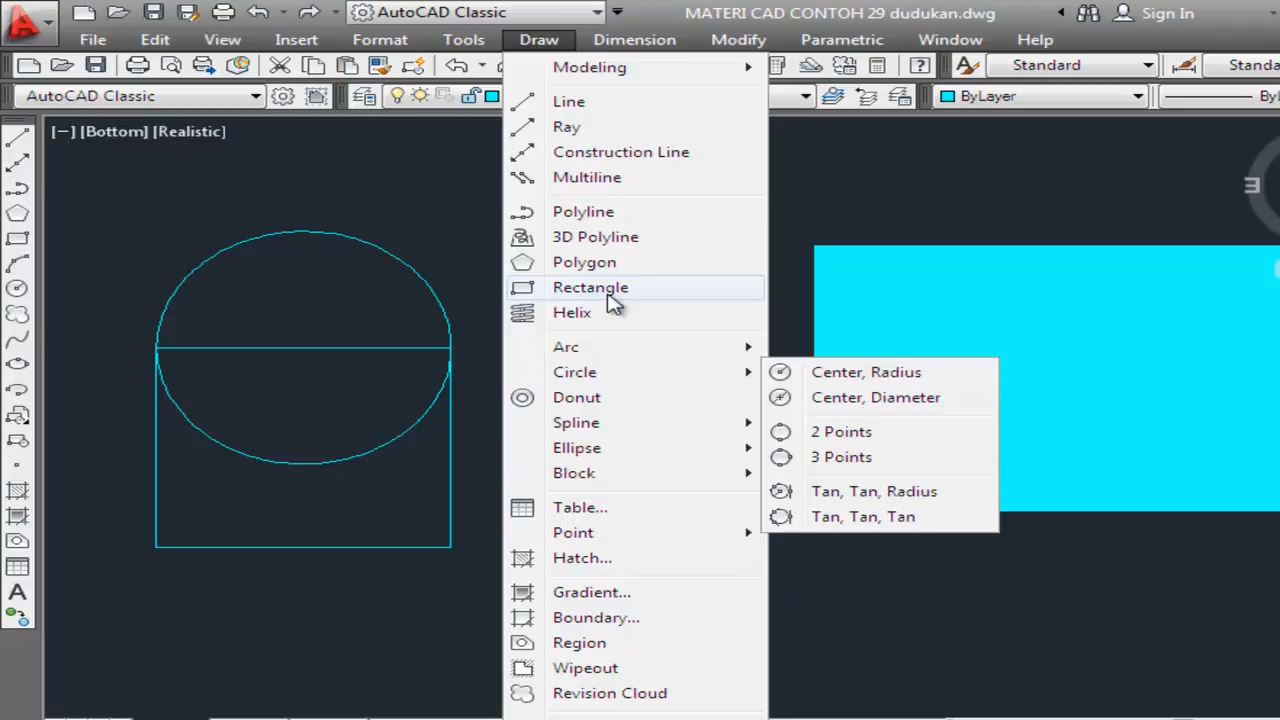 AutoCAD Classic
MATERI CAD CONTOH 29 dudukan.dwg
Sign In
File Edit View Insert Format Tools Draw Dimension Modify Parametric Window Help
Standard
AutoCAD Classic
ByLayer
[−] [Bottom] [Realistic]
Modeling
Line
Ray
Construction Line
Multiline
Polyline
3D Polyline
Polygon
Rectangle
Helix
Arc
Circle
Donut
Spline
Ellipse
Block
Table...
Point
Hatch...
Gradient...
Boundary...
Region
Wipeout
Revision Cloud
Center, Radius
Center, Diameter
2 Points
3 Points
Tan, Tan, Radius
Tan, Tan, Tan
E
A